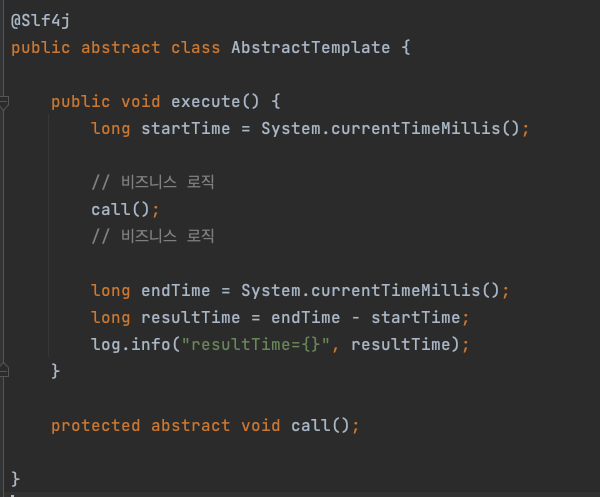 @Slf4j
public abstract class AbstractTemplate {
public void execute() {
long startTime = System.currentTimeMillis();
// 비즈니스 로직
call();
// 비즈니스 로직
long endTime = System.currentTimeMillis();
long resultTime = endTime - startTime;
log.info("resultTime={}", resultTime);
}
protected abstract void call();
}